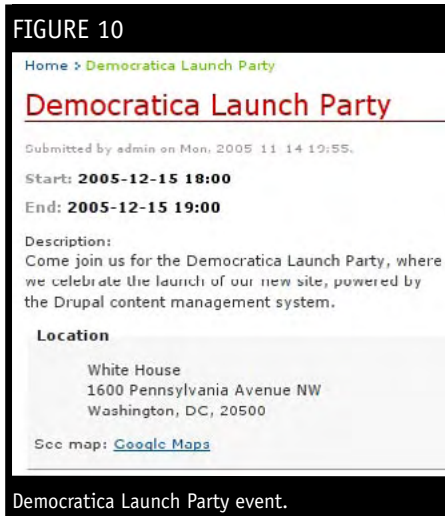 FIGURE 10
Home > Democratica Launch Party
Democratica Launch Party
Submitted by admin on Mon, 2005-11-14 19:55.
Start: 2005-12-15 18:00
End: 2005-12-15 19:00
Description:
Come join us for the Democratica Launch Party, where
we celebrate the launch of our new site, powered by
the Drupal content management system.
Location
White House
1600 Pennsylvania Avenue NW
Washington, DC, 20500
See map: Google Maps
Democratica Launch Party event.